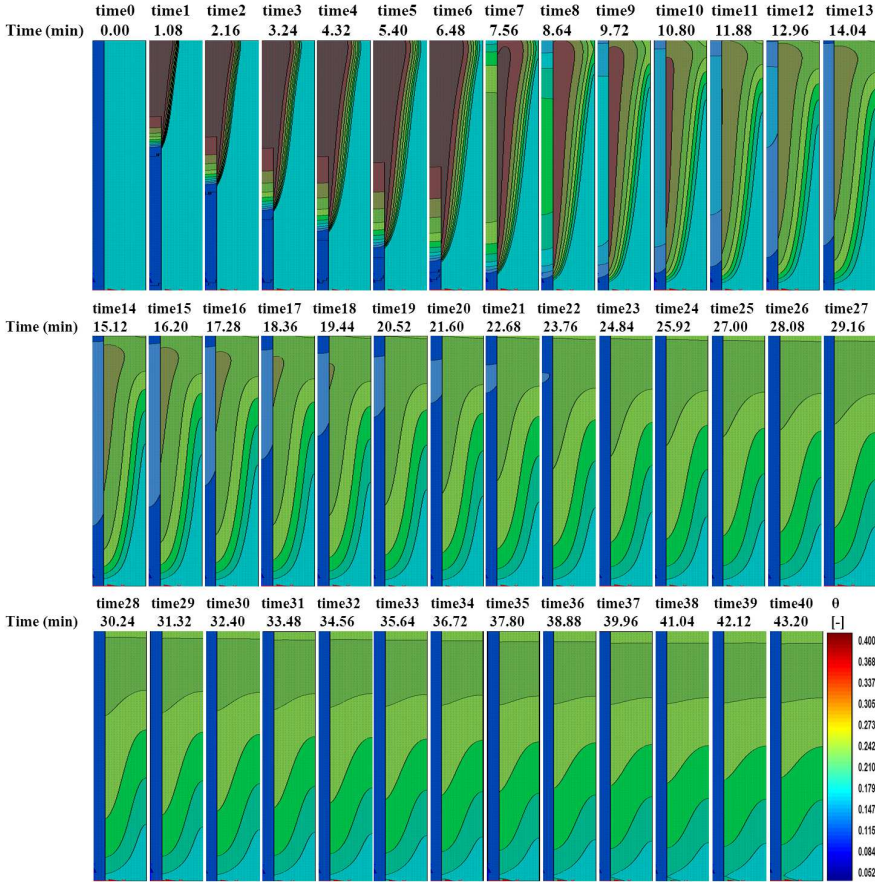 time0 time1 time2 time3 time4 time5 time6 time7 time8 time9 time10 time11 time12 time13
Time (min) 0.00 1.08 2.16 3.24 4.32 5.40 6.48 7.56 8.64 9.72 10.80 11.88 12.96 14.04
time14 time15 time16 time17 time18 time19 time20 time21 time22 time23 time24 time25 time26 time27
Time (min) 15.12 16.20 17.28 18.36 19.44 20.52 21.60 22.68 23.76 24.84 25.92 27.00 28.08 29.16
time28 time29 time30 time31 time32 time33 time34 time35 time36 time37 time38 time39 time40 θ
Time (min) 30.24 31.32 32.40 33.48 34.56 35.64 36.72 37.80 38.88 39.96 41.04 42.12 43.20 [-]
0.400
0.368
0.337
0.305
0.273
0.242
0.210
0.179
0.147
0.115
0.084
0.052